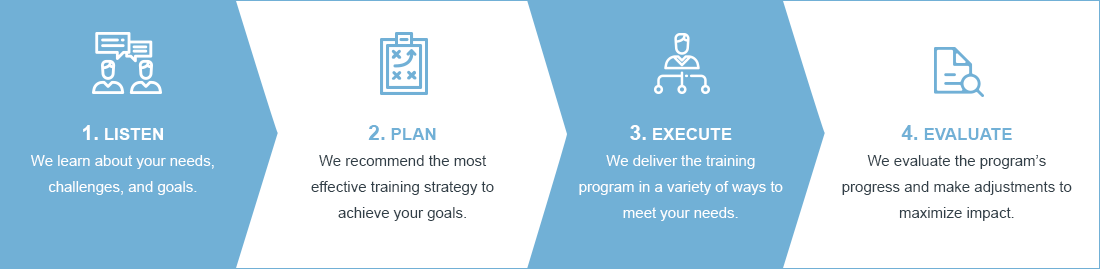 1. LISTEN
We learn about your needs,
challenges, and goals.
2. PLAN
We recommend the most
effective training strategy to
achieve your goals.
3. EXECUTE
We deliver the training
program in a variety of ways to
meet your needs.
4. EVALUATE
We evaluate the program’s
progress and make adjustments to
maximize impact.